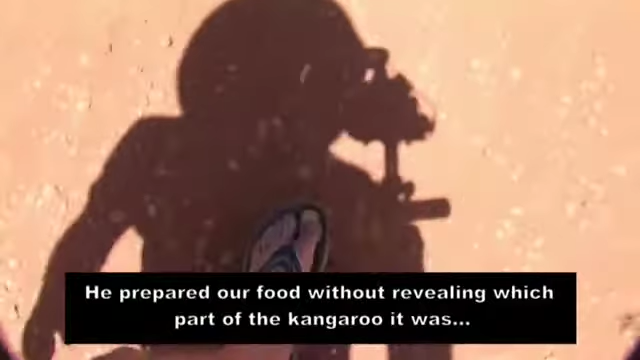 He prepared our food without revealing which
part of the kangaroo it was...